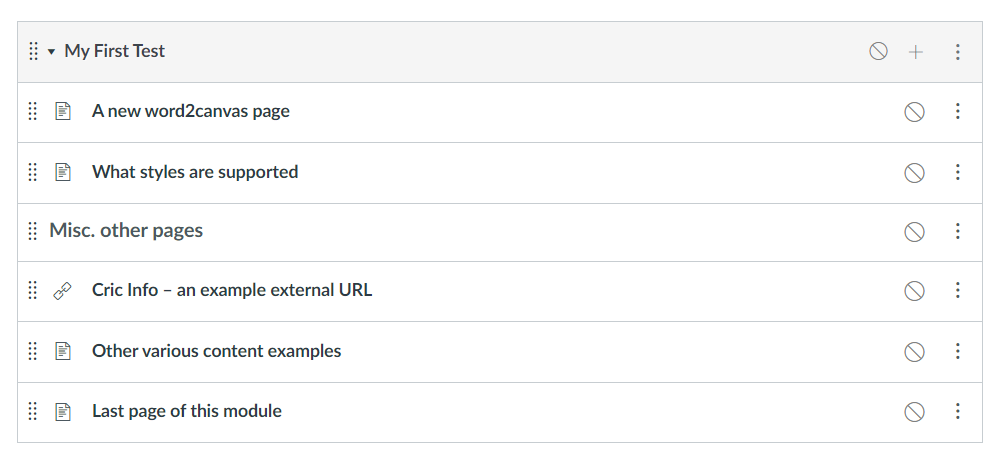 My First Test
A new word2canvas page
What styles are supported
Misc. other pages
Cric Info – an example external URL
Other various content examples
Last page of this module